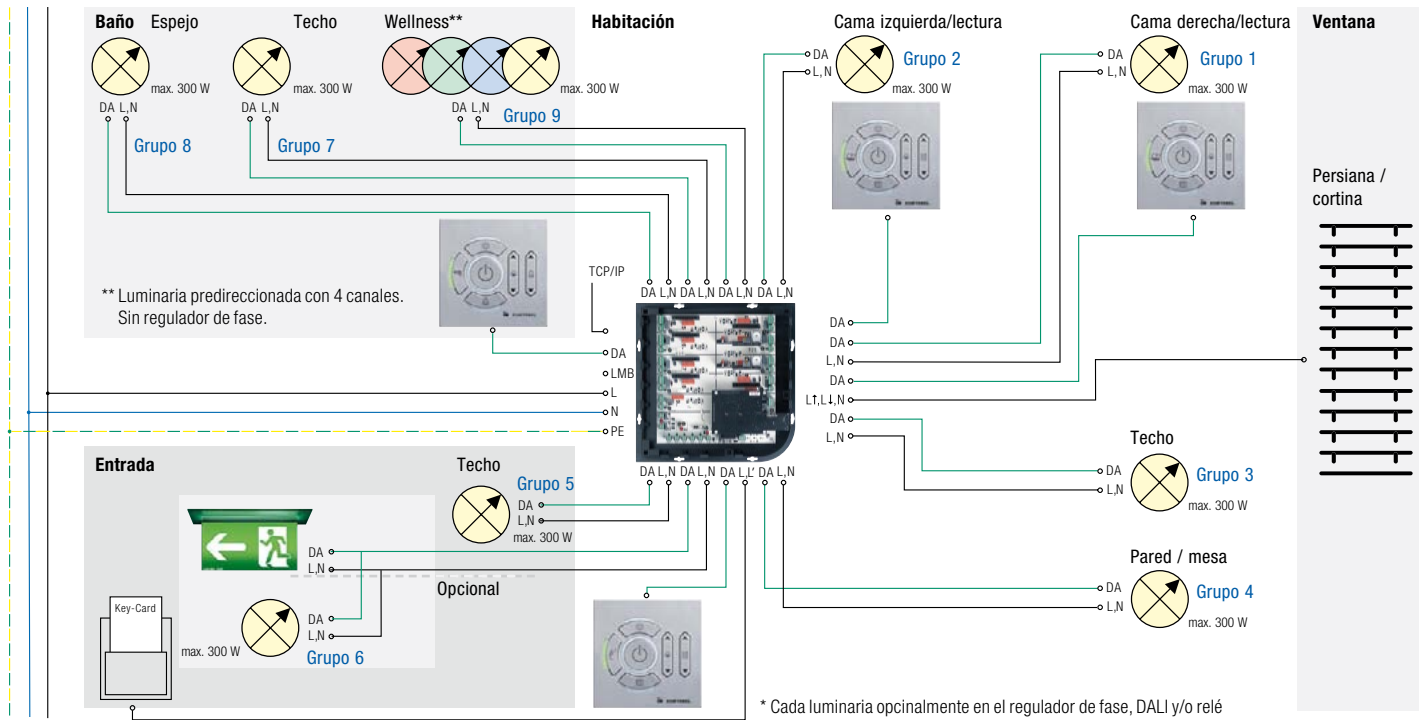 Baño Espejo
Techo
Wellness**
max. 300 W
max. 300 W
max. 300 W
DA L,N
DA L,N
DA L,N
Grupo 8
Grupo 7
Grupo 9
** Luminaria predireccionada con 4 canales.
Sin regulador de fase.
Habitación
Cama izquierda/lectura
DA
L,N
Grupo 2
max. 300 W
Cama derecha/lectura
DA
L,N
Grupo 1
max. 300 W
Ventana
Persiana /
cortina
TCP/IP
DA
LMB
L
N
PE
DA L,N DA L,N DA L,N DA L,N
DA
DA
L,N
DA
L↑,L↓,N
DA
L,N
DA L,N DA L,N DA L,L' DA L,N
Techo
DA
L,N
Grupo 3
max. 300 W
Pared / mesa
DA
L,N
Grupo 4
max. 300 W
Entrada
Techo
Grupo 5
DA
L,N
max. 300 W
DA
L,N
Opcional
Key-Card
DA
L,N
max. 300 W
Grupo 6
* Cada luminaria opcinalmente en el regulador de fase, DALI y/o relé